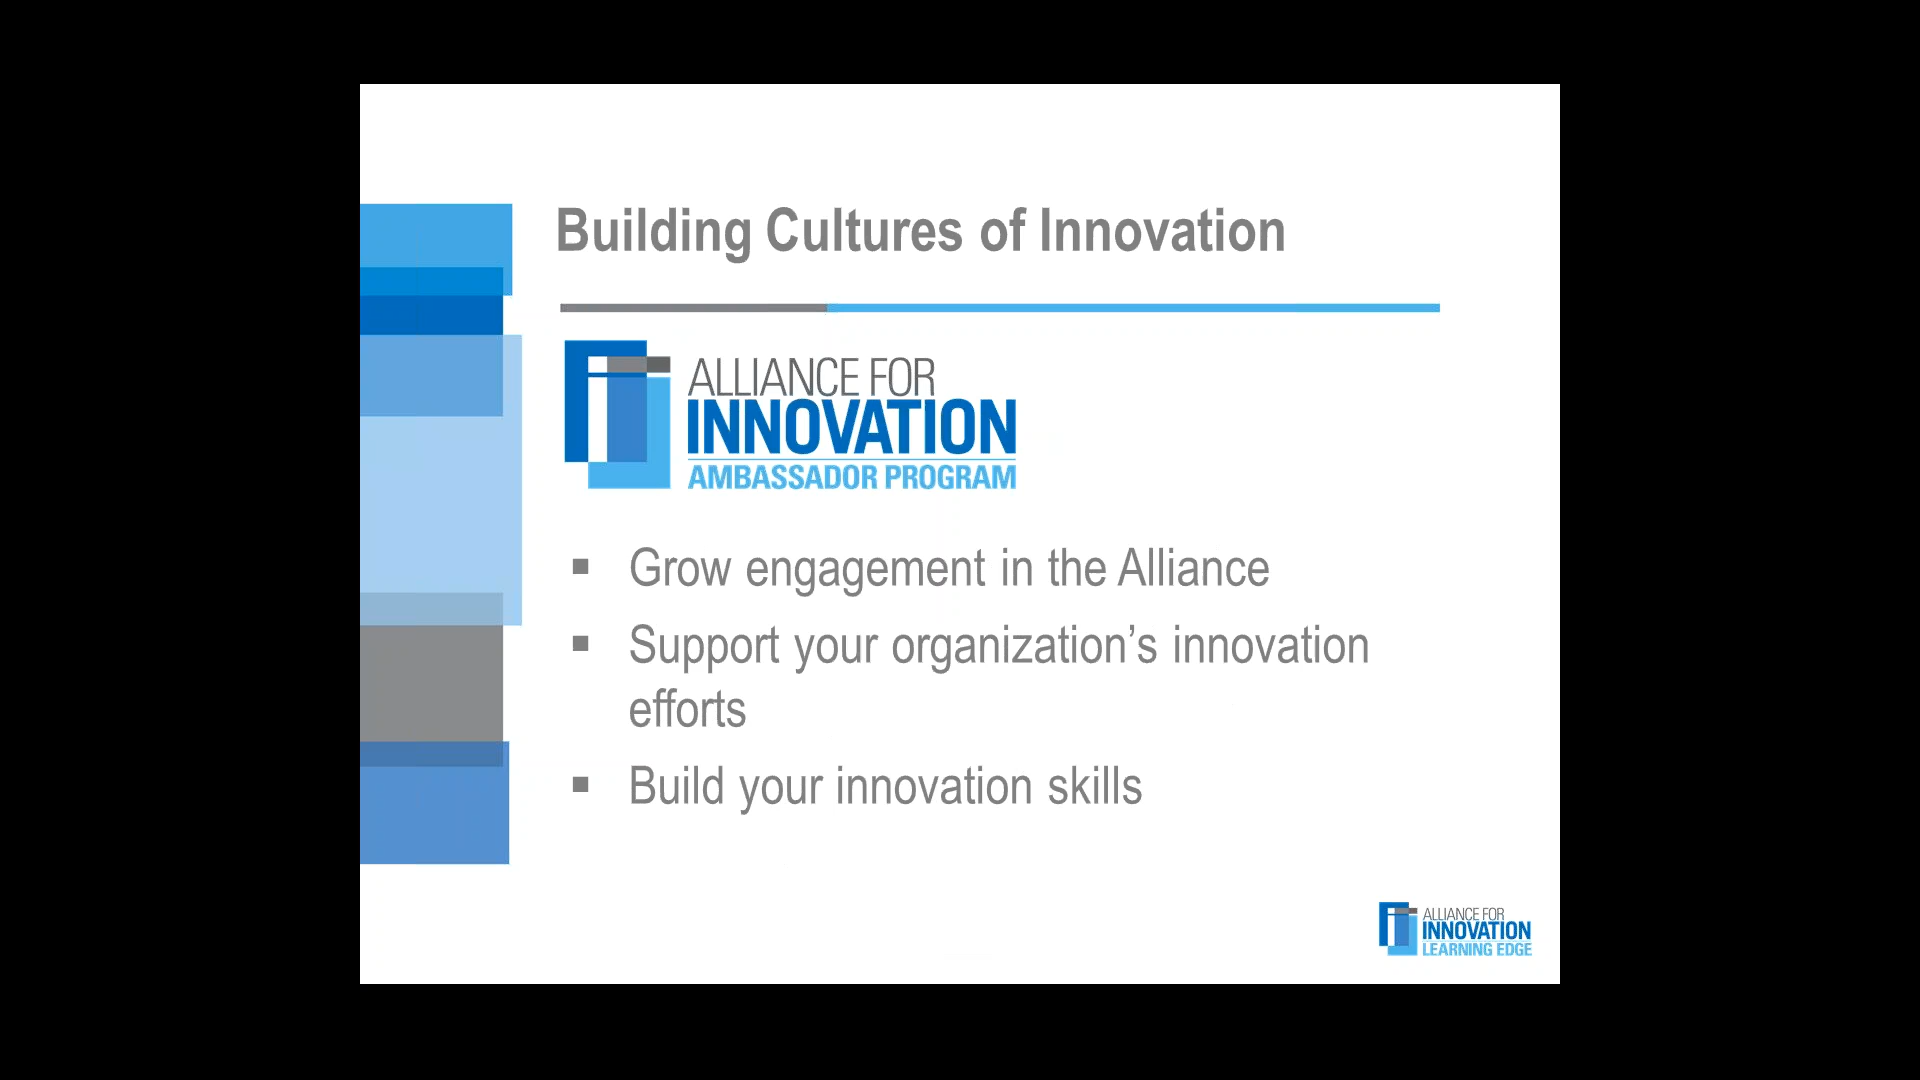 Building Cultures of Innovation
ALLIANCE FOR
INNOVATION
AMBASSADOR PROGRAM
▪ Grow engagement in the Alliance
▪ Support your organization’s innovation
efforts
▪ Build your innovation skills
ALLIANCE FOR
INNOVATION
LEARNING EDGE